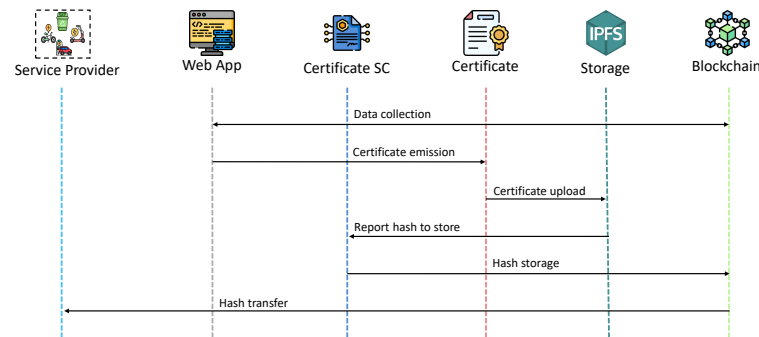 IPFS
Service Provider
Web App
Certificate SC
Certificate
Storage
Blockchain
Data collection
Certificate emission
Certificate upload
Report hash to store
Hash storage
Hash transfer